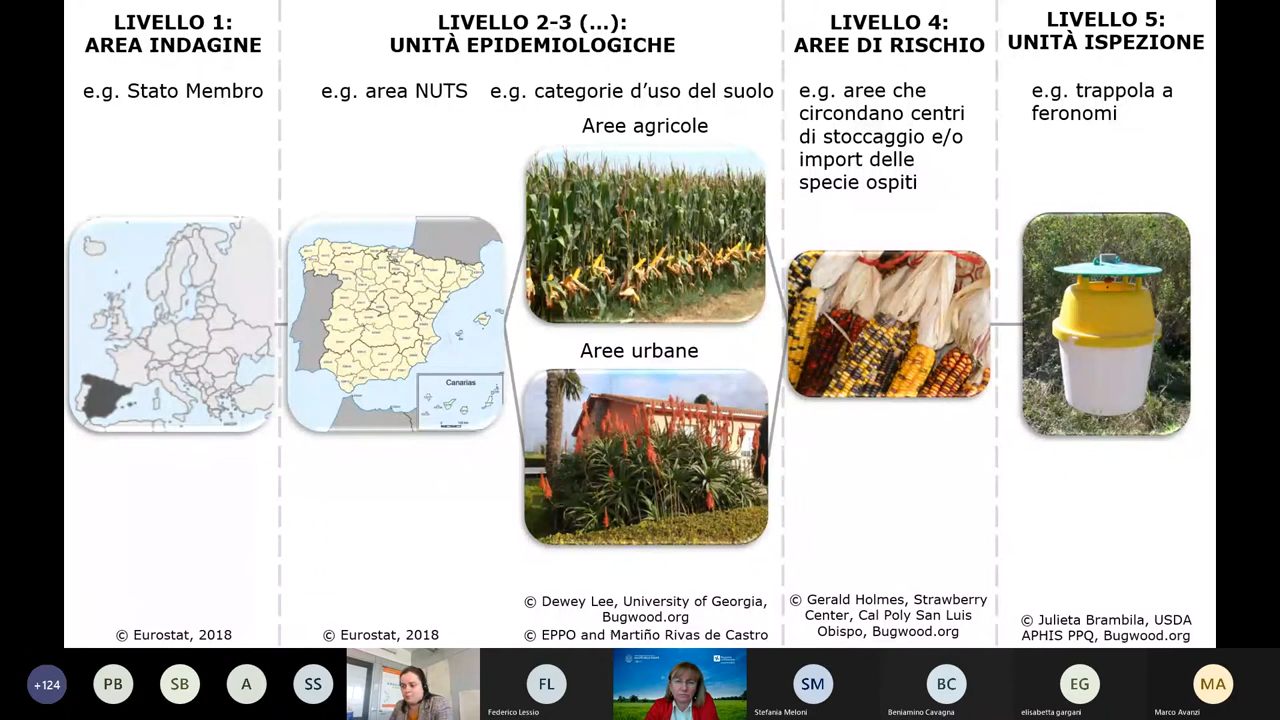 LIVELLO 1:
AREA INDAGINE
e.g. Stato Membro
© Eurostat, 2018
LIVELLO 2-3 (...):
UNITÀ EPIDEMIOLOGICHE
e.g. area NUTS
Canarias
© Eurostat, 2018
e.g. categorie d’uso del suolo
Aree agricole
Aree urbane
© Dewey Lee, University of Georgia,
Bugwood.org
© EPPO and Martiño Rivas de Castro
LIVELLO 4:
AREE DI RISCHIO
e.g. aree che
circondano centri
di stoccaggio e/o
import delle
specie ospiti
© Gerald Holmes, Strawberry
Center, Cal Poly San Luis
Obispo, Bugwood.org
LIVELLO 5:
UNITÀ ISPEZIONE
e.g. trappola a
feronomi
© Julieta Brambila, USDA
APHIS PPQ, Bugwood.org
+124
PB
SB
A
SS
FL
Federico Lessio
SM
Stefania Meloni
BC
Beniamino Cavagna
EG
elisabetta gargani
MA
Marco Avanzi